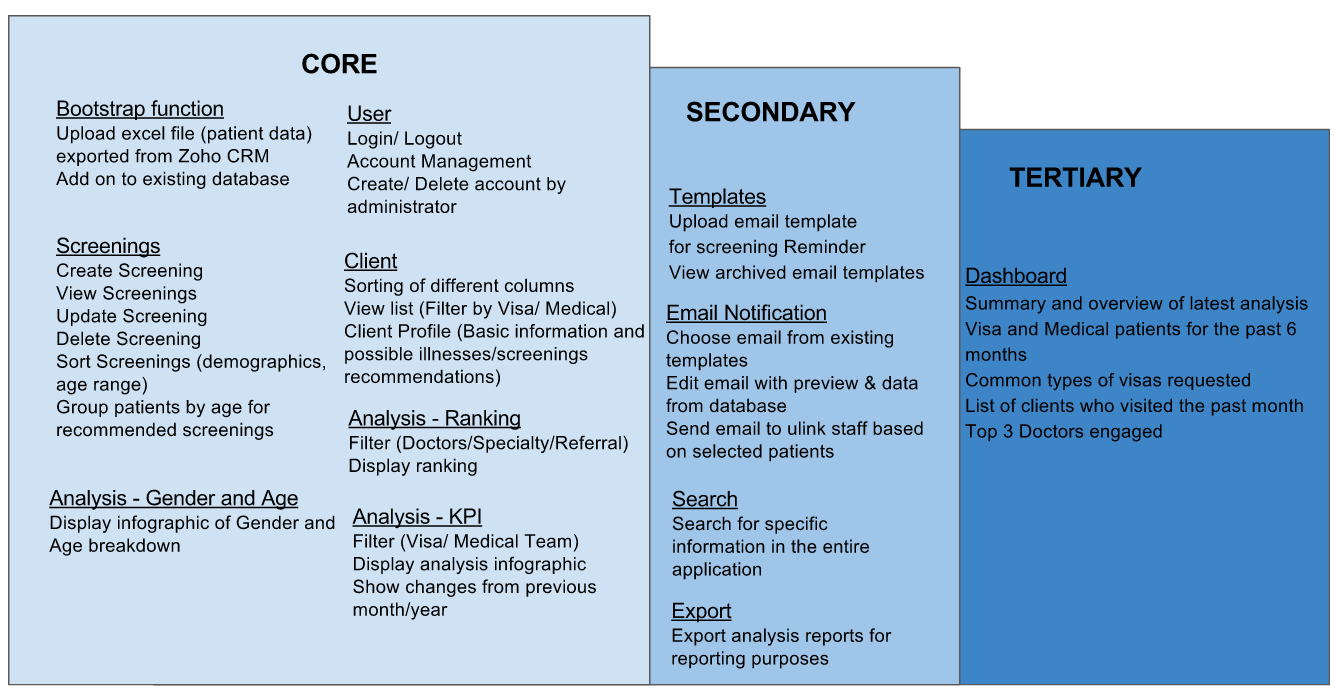 CORE
Bootstrap function
Upload excel file (patient data)
exported from Zoho CRM
Add on to existing database
Screenings
Create Screening
View Screenings
Update Screening
Delete Screening
Sort Screenings (demographics,
age range)
Group patients by age for
recommended screenings
Analysis - Gender and Age
Display infographic of Gender and
Age breakdown
User
Login/ Logout
Account Management
Create/ Delete account by
administrator
Client
Sorting of different columns
View list (Filter by Visa/ Medical)
Client Profile (Basic information and
possible illnesses/screenings
recommendations)
Analysis - Ranking
Filter (Doctors/Specialty/Referral)
Display ranking
Analysis - KPI
Filter (Visa/ Medical Team)
Display analysis infographic
Show changes from previous
month/year
SECONDARY
Templates
Upload email template
for screening Reminder
View archived email templates
Email Notification
Choose email from existing
templates
Edit email with preview & data
from database
Send email to ulink staff based
on selected patients
Search
Search for specific
information in the entire
application
Export
Export analysis reports for
reporting purposes
TERTIARY
Dashboard
Summary and overview of latest analysis
Visa and Medical patients for the past 6
months
Common types of visas requested
List of clients who visited the past month
Top 3 Doctors engaged